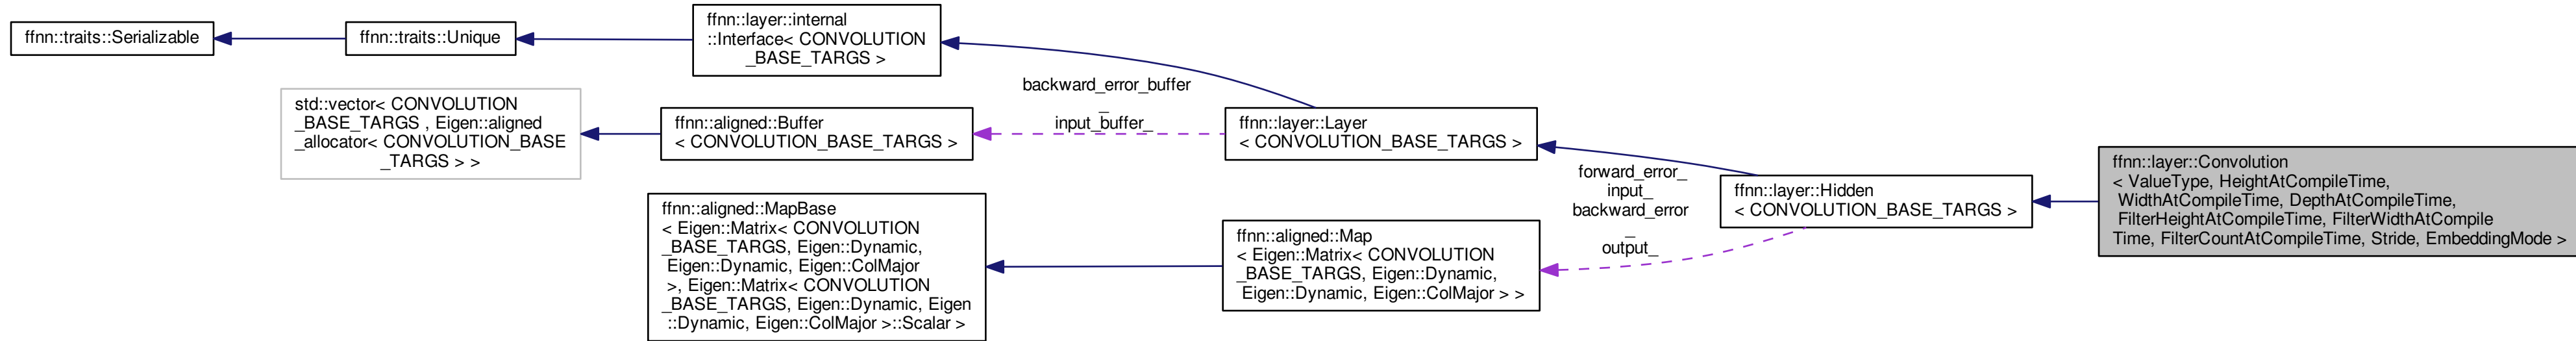 ffnn::traits::Serializable
ffnn::traits::Unique
ffnn::layer::internal
::Interface< CONVOLUTION
_BASE_TARGS >
std::vector< CONVOLUTION
_BASE_TARGS , Eigen::aligned
_allocator< CONVOLUTION_BASE
_TARGS > >
ffnn::aligned::Buffer
< CONVOLUTION_BASE_TARGS >
backward_error_buffer
_
input_buffer_
ffnn::layer::Layer
< CONVOLUTION_BASE_TARGS >
ffnn::aligned::MapBase
< Eigen::Matrix< CONVOLUTION
_BASE_TARGS, Eigen::Dynamic,
Eigen::Dynamic, Eigen::ColMajor
>, Eigen::Matrix< CONVOLUTION
_BASE_TARGS, Eigen::Dynamic, Eigen
::Dynamic, Eigen::ColMajor >::Scalar >
ffnn::aligned::Map
< Eigen::Matrix< CONVOLUTION
_BASE_TARGS, Eigen::Dynamic,
Eigen::Dynamic, Eigen::ColMajor > >
forward_error_
input_
backward_error
_
output_
ffnn::layer::Hidden
< CONVOLUTION_BASE_TARGS >
ffnn::layer::Convolution
< ValueType, HeightAtCompileTime,
WidthAtCompileTime, DepthAtCompileTime,
FilterHeightAtCompileTime, FilterWidthAtCompile
Time, FilterCountAtCompileTime, Stride, EmbeddingMode >